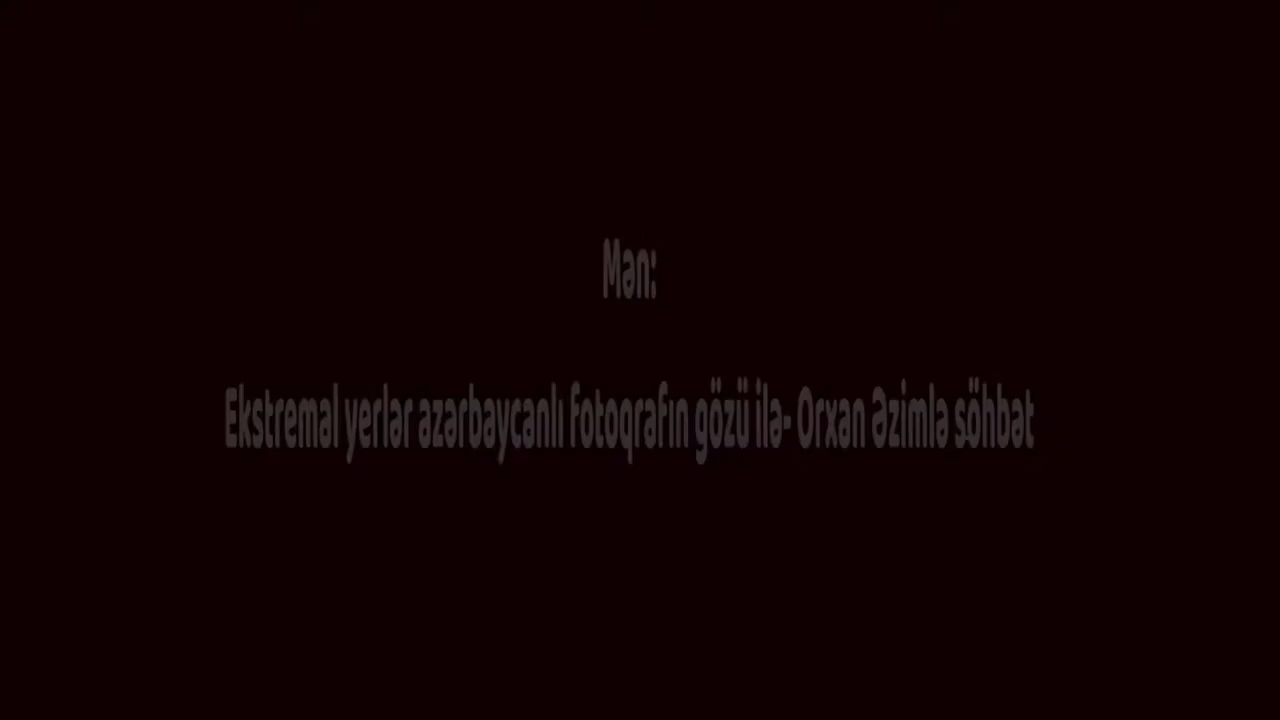 Mən:
Ekstremal yerlər azərbaycanlı fotoqrafın gözü ilə- Orxan Əzimlə söhbət